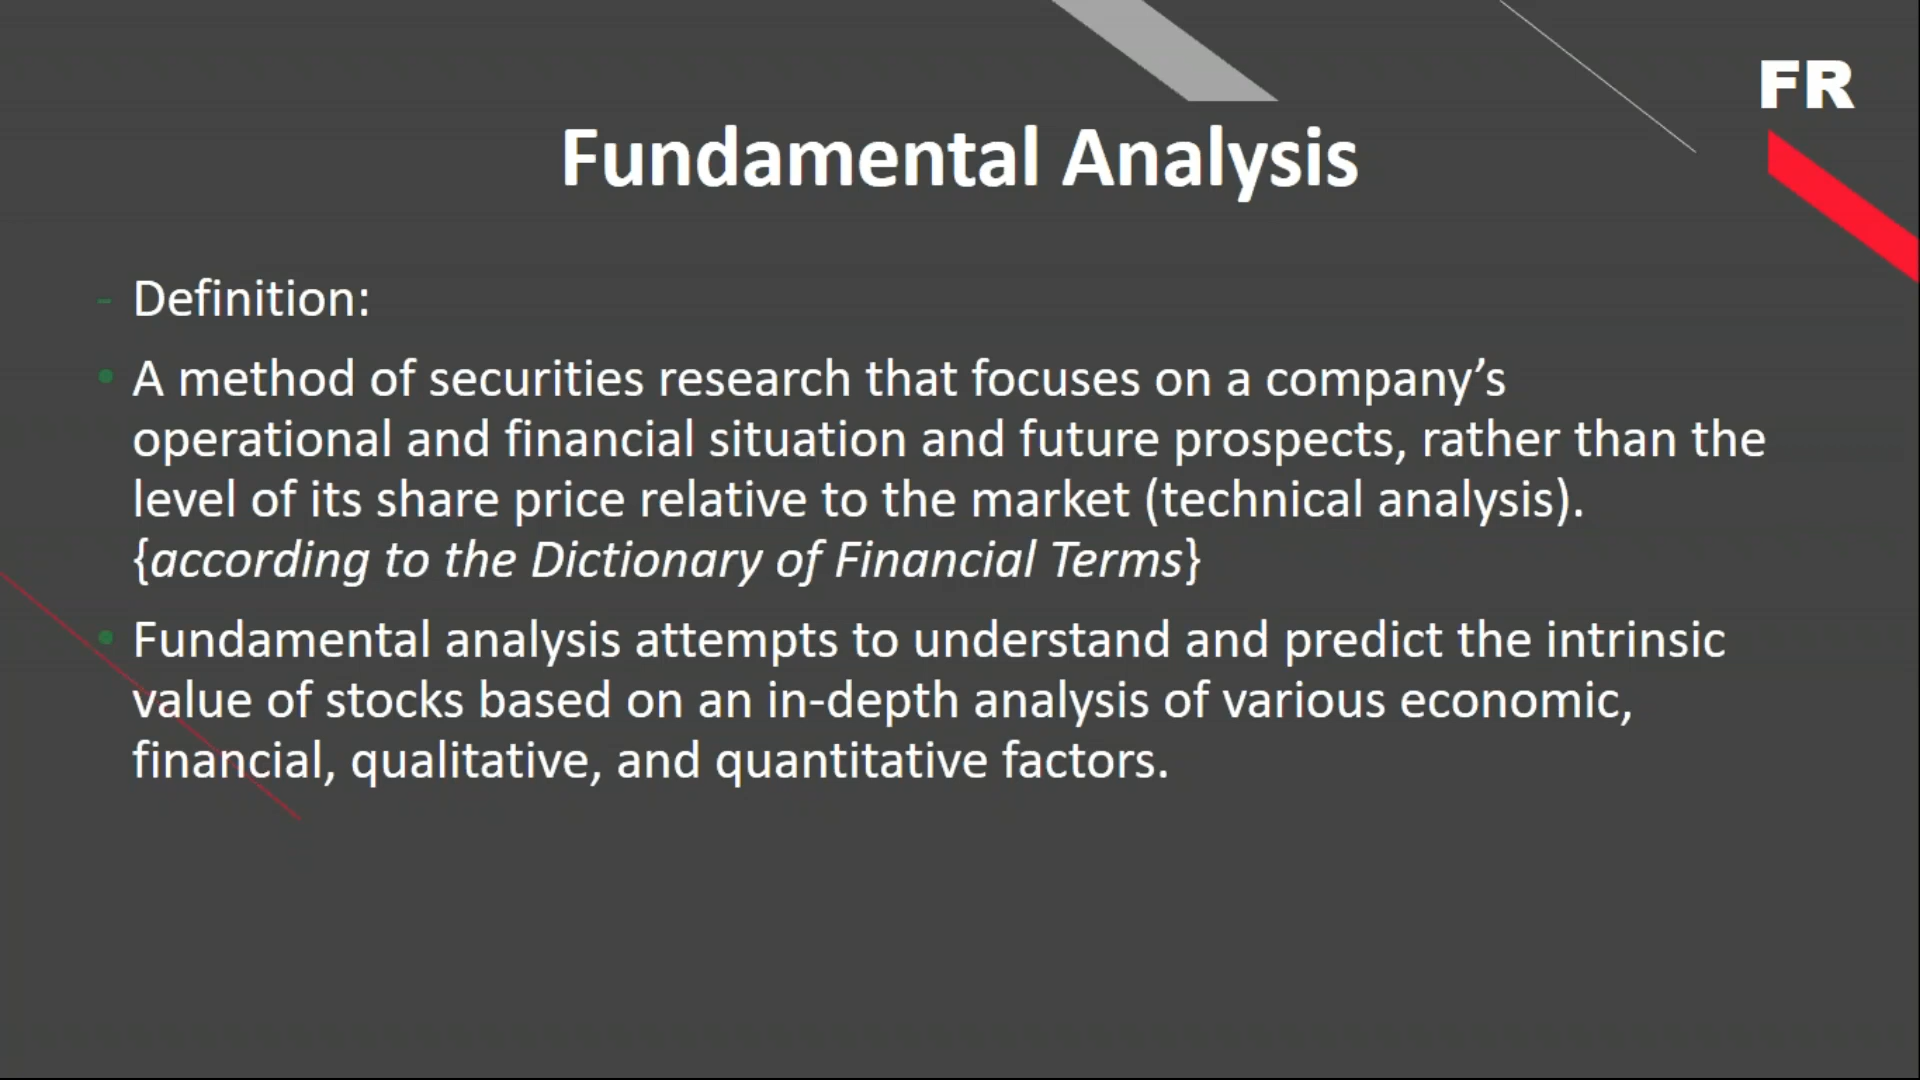 FR
Fundamental Analysis
- Definition:
• A method of securities research that focuses on a company’s
operational and financial situation and future prospects, rather than the
level of its share price relative to the market (technical analysis).
{according to the Dictionary of Financial Terms}
• Fundamental analysis attempts to understand and predict the intrinsic
value of stocks based on an in-depth analysis of various economic,
financial, qualitative, and quantitative factors.